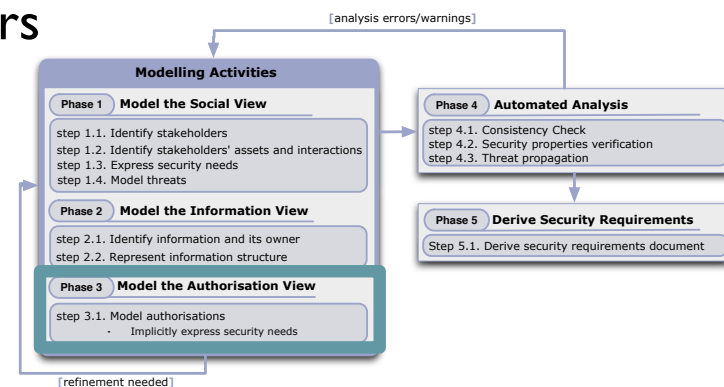 rs
[analysis errors/warnings]
Modelling Activities
Phase 1 Model the Social View
step 1.1. Identify stakeholders
step 1.2. Identify stakeholders' assets and interactions
step 1.3. Express security needs
step 1.4. Model threats
Phase 2 Model the Information View
step 2.1. Identify information and its owner
step 2.2. Represent information structure
Phase 3 Model the Authorisation View
step 3.1. Model authorisations
- Implicitly express security needs
[refinement needed]
Phase 4 Automated Analysis
step 4.1. Consistency Check
step 4.2. Security properties verification
step 4.3. Threat propagation
Phase 5 Derive Security Requirements
Step 5.1. Derive security requirements document